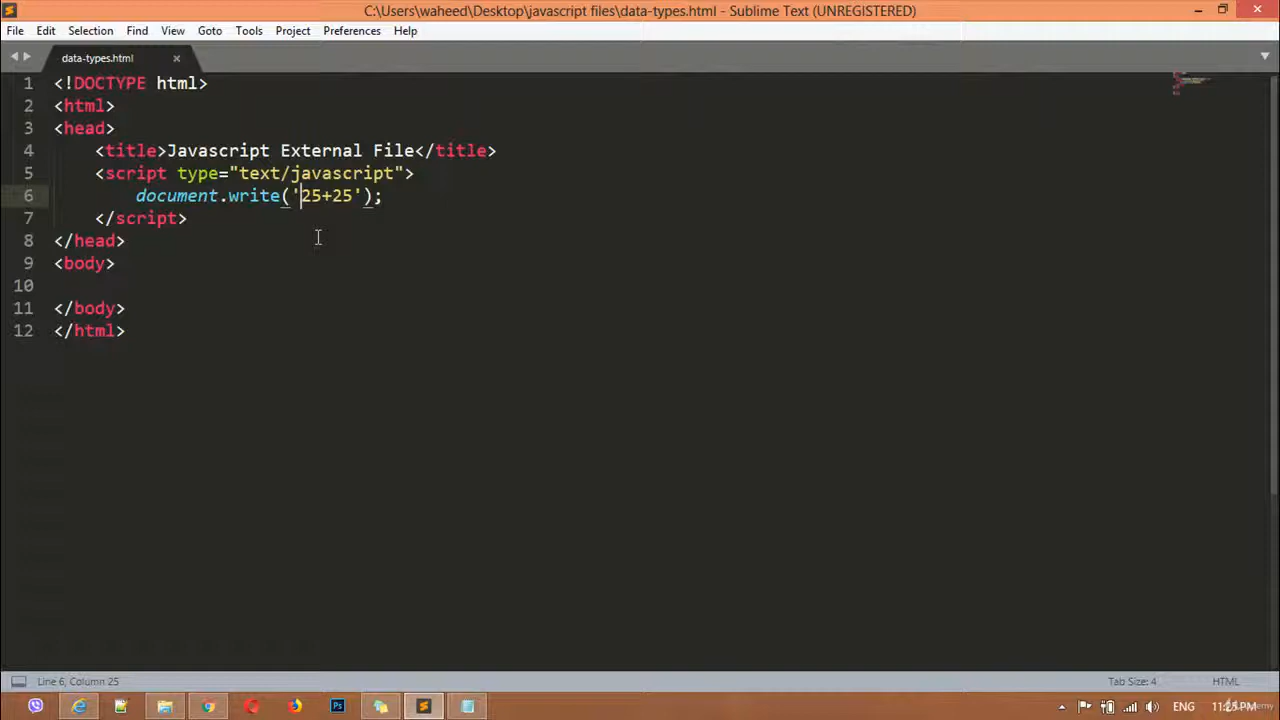 C:\Users\waheed\Desktop\javascript files\data-types.html - Sublime Text (UNREGISTERED)
File Edit Selection Find View Goto Tools Project Preferences Help
data-types.html
1 <!DOCTYPE html>
2 <html>
3 <head>
4 <title>Javascript External File</title>
5 <script type="text/javascript">
6 document.write('25+25');
7 </script>
8 </head>
9 <body>
10
11 </body>
12 </html>
Line 6, Column 25 Tab Size: 4 HTML
Ps ENG